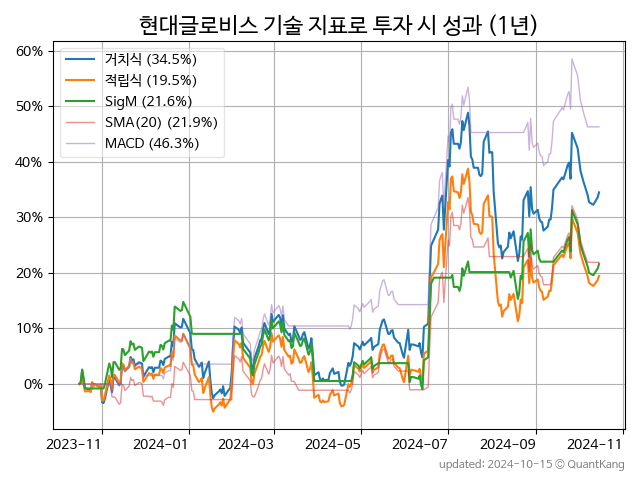 현대글로비스 기술 지표로 투자 시 성과 (1년)
60%
50%
40%
30%
20%
10%
0%
거치식 (34.5%)
적립식 (19.5%)
SigM (21.6%)
SMA(20) (21.9%)
MACD (46.3%)
2023-11
2024-01
2024-03
2024-05
2024-07
2024-09
2024-11
updated: 2024-10-15 © QuantKang